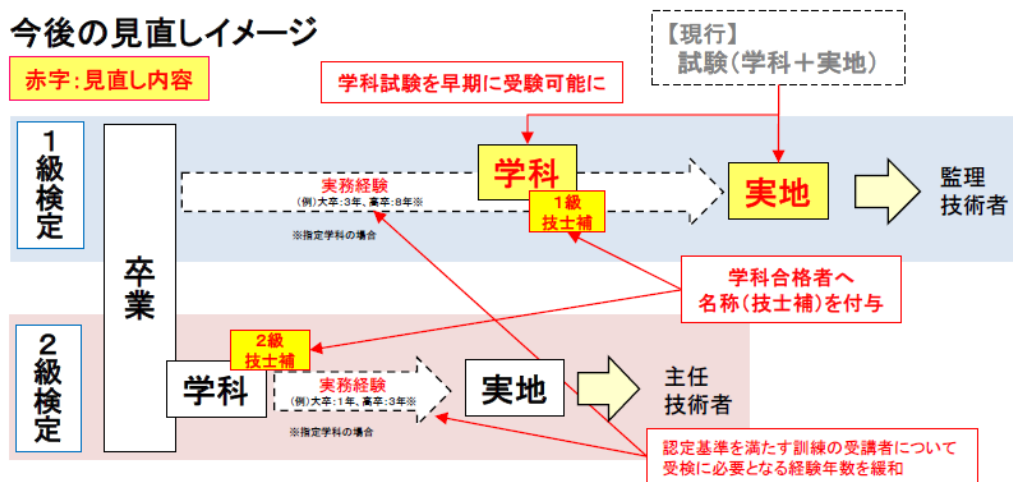 今後の見直しイメージ
赤字:見直し内容
【現行】
試験(学科+実地)
学科試験を早期に受験可能に
1級検定
卒業
実務経験
(例)大卒:3年、高卒:8年※
※指定学科の場合
学科
1級
技士補
実地
監理
技術者
学科合格者へ
名称(技士補)を付与
2級検定
2級
技士補
学科
実務経験
(例)大卒:1年、高卒:3年※
※指定学科の場合
実地
主任
技術者
認定基準を満たす訓練の受講者について
受検に必要となる経験年数を緩和